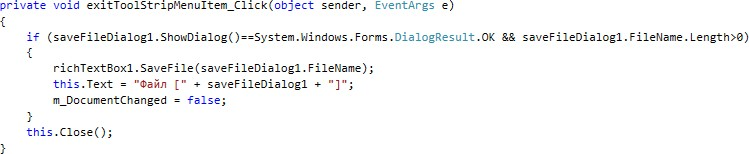 private void exitToolStripMenuItem_Click(object sender, EventArgs e)
{
if (saveFileDialog1.ShowDialog()==System.Windows.Forms.DialogResult.OK && saveFileDialog1.FileName.Length>0)
{
richTextBox1.SaveFile(saveFileDialog1.FileName);
this.Text = "Файл [" + saveFileDialog1 + "]";
m_DocumentChanged = false;
}
this.Close();
}